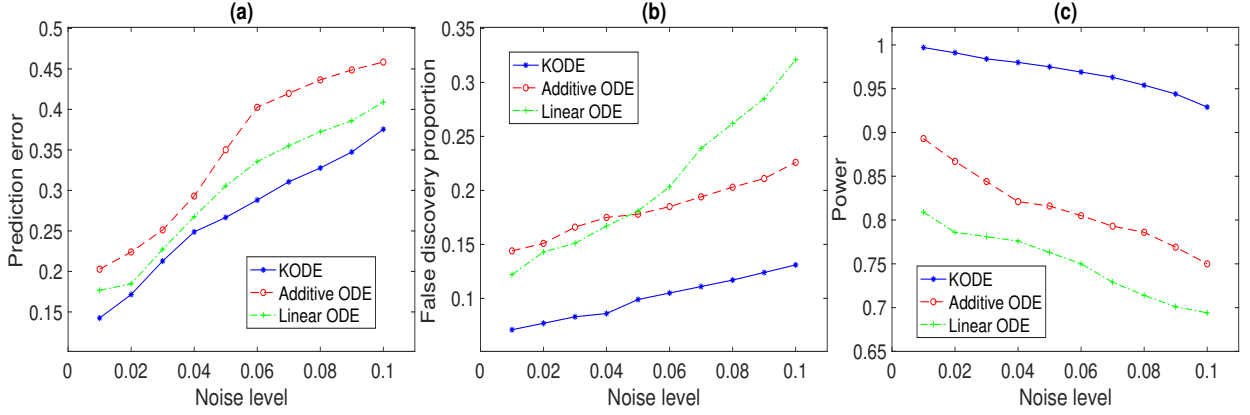 (a)
Prediction error
0.5
0.45
0.4
0.35
0.3
0.25
0.2
0.15
KODE
Additive ODE
Linear ODE
0
0.02
0.04
0.06
0.08
0.1
Noise level
(b)
False discovery proportion
0.35
0.3
0.25
0.2
0.15
0.1
KODE
Additive ODE
Linear ODE
0
0.02
0.04
0.06
0.08
0.1
Noise level
(c)
Power
1
0.95
0.9
0.85
0.8
0.75
0.7
0.65
KODE
Additive ODE
Linear ODE
0
0.02
0.04
0.06
0.08
0.1
Noise level